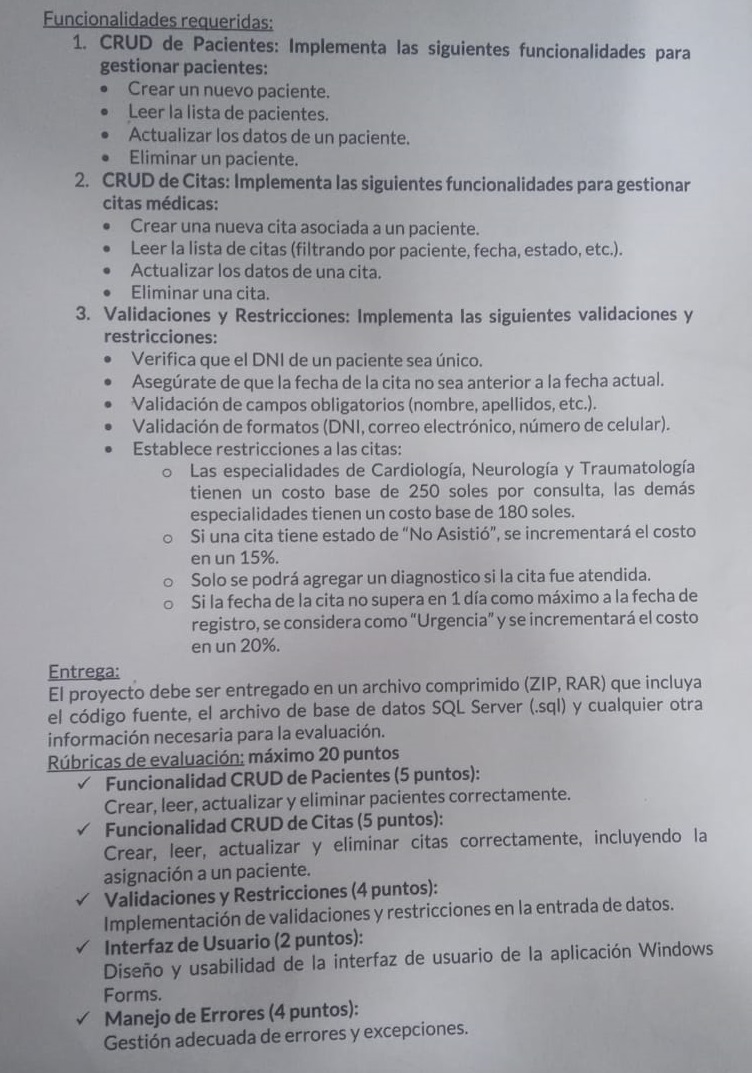 Funcionalidades requeridas:
1. CRUD de Pacientes: Implementa las siguientes funcionalidades para
gestionar pacientes:
• Crear un nuevo paciente.
• Leer la lista de pacientes.
• Actualizar los datos de un paciente.
• Eliminar un paciente.
2. CRUD de Citas: Implementa las siguientes funcionalidades para gestionar
citas médicas:
• Crear una nueva cita asociada a un paciente.
• Leer la lista de citas (filtrando por paciente, fecha, estado, etc.).
• Actualizar los datos de una cita.
• Eliminar una cita.
3. Validaciones y Restricciones: Implementa las siguientes validaciones y
restricciones:
• Verifica que el DNI de un paciente sea único.
• Asegúrate de que la fecha de la cita no sea anterior a la fecha actual.
• Validación de campos obligatorios (nombre, apellidos, etc.).
• Validación de formatos (DNI, correo electrónico, número de celular).
• Establece restricciones a las citas:
o Las especialidades de Cardiología, Neurología y Traumatología
tienen un costo base de 250 soles por consulta, las demás
especialidades tienen un costo base de 180 soles.
o Si una cita tiene estado de "No Asistió", se incrementará el costo
en un 15%.
o Solo se podrá agregar un diagnostico si la cita fue atendida.
o Si la fecha de la cita no supera en 1 día como máximo a la fecha de
registro, se considera como "Urgencia" y se incrementará el costo
en un 20%.
Entrega:
El proyecto debe ser entregado en un archivo comprimido (ZIP, RAR) que incluya
el código fuente, el archivo de base de datos SQL Server (.sql) y cualquier otra
información necesaria para la evaluación.
Rúbricas de evaluación: máximo 20 puntos
✓ Funcionalidad CRUD de Pacientes (5 puntos):
Crear, leer, actualizar y eliminar pacientes correctamente.
✓ Funcionalidad CRUD de Citas (5 puntos):
Crear, leer, actualizar y eliminar citas correctamente, incluyendo la
asignación a un paciente.
✓ Validaciones y Restricciones (4 puntos):
Implementación de validaciones y restricciones en la entrada de datos.
✓ Interfaz de Usuario (2 puntos):
Diseño y usabilidad de la interfaz de usuario de la aplicación Windows
Forms.
✓ Manejo de Errores (4 puntos):
Gestión adecuada de errores y excepciones.